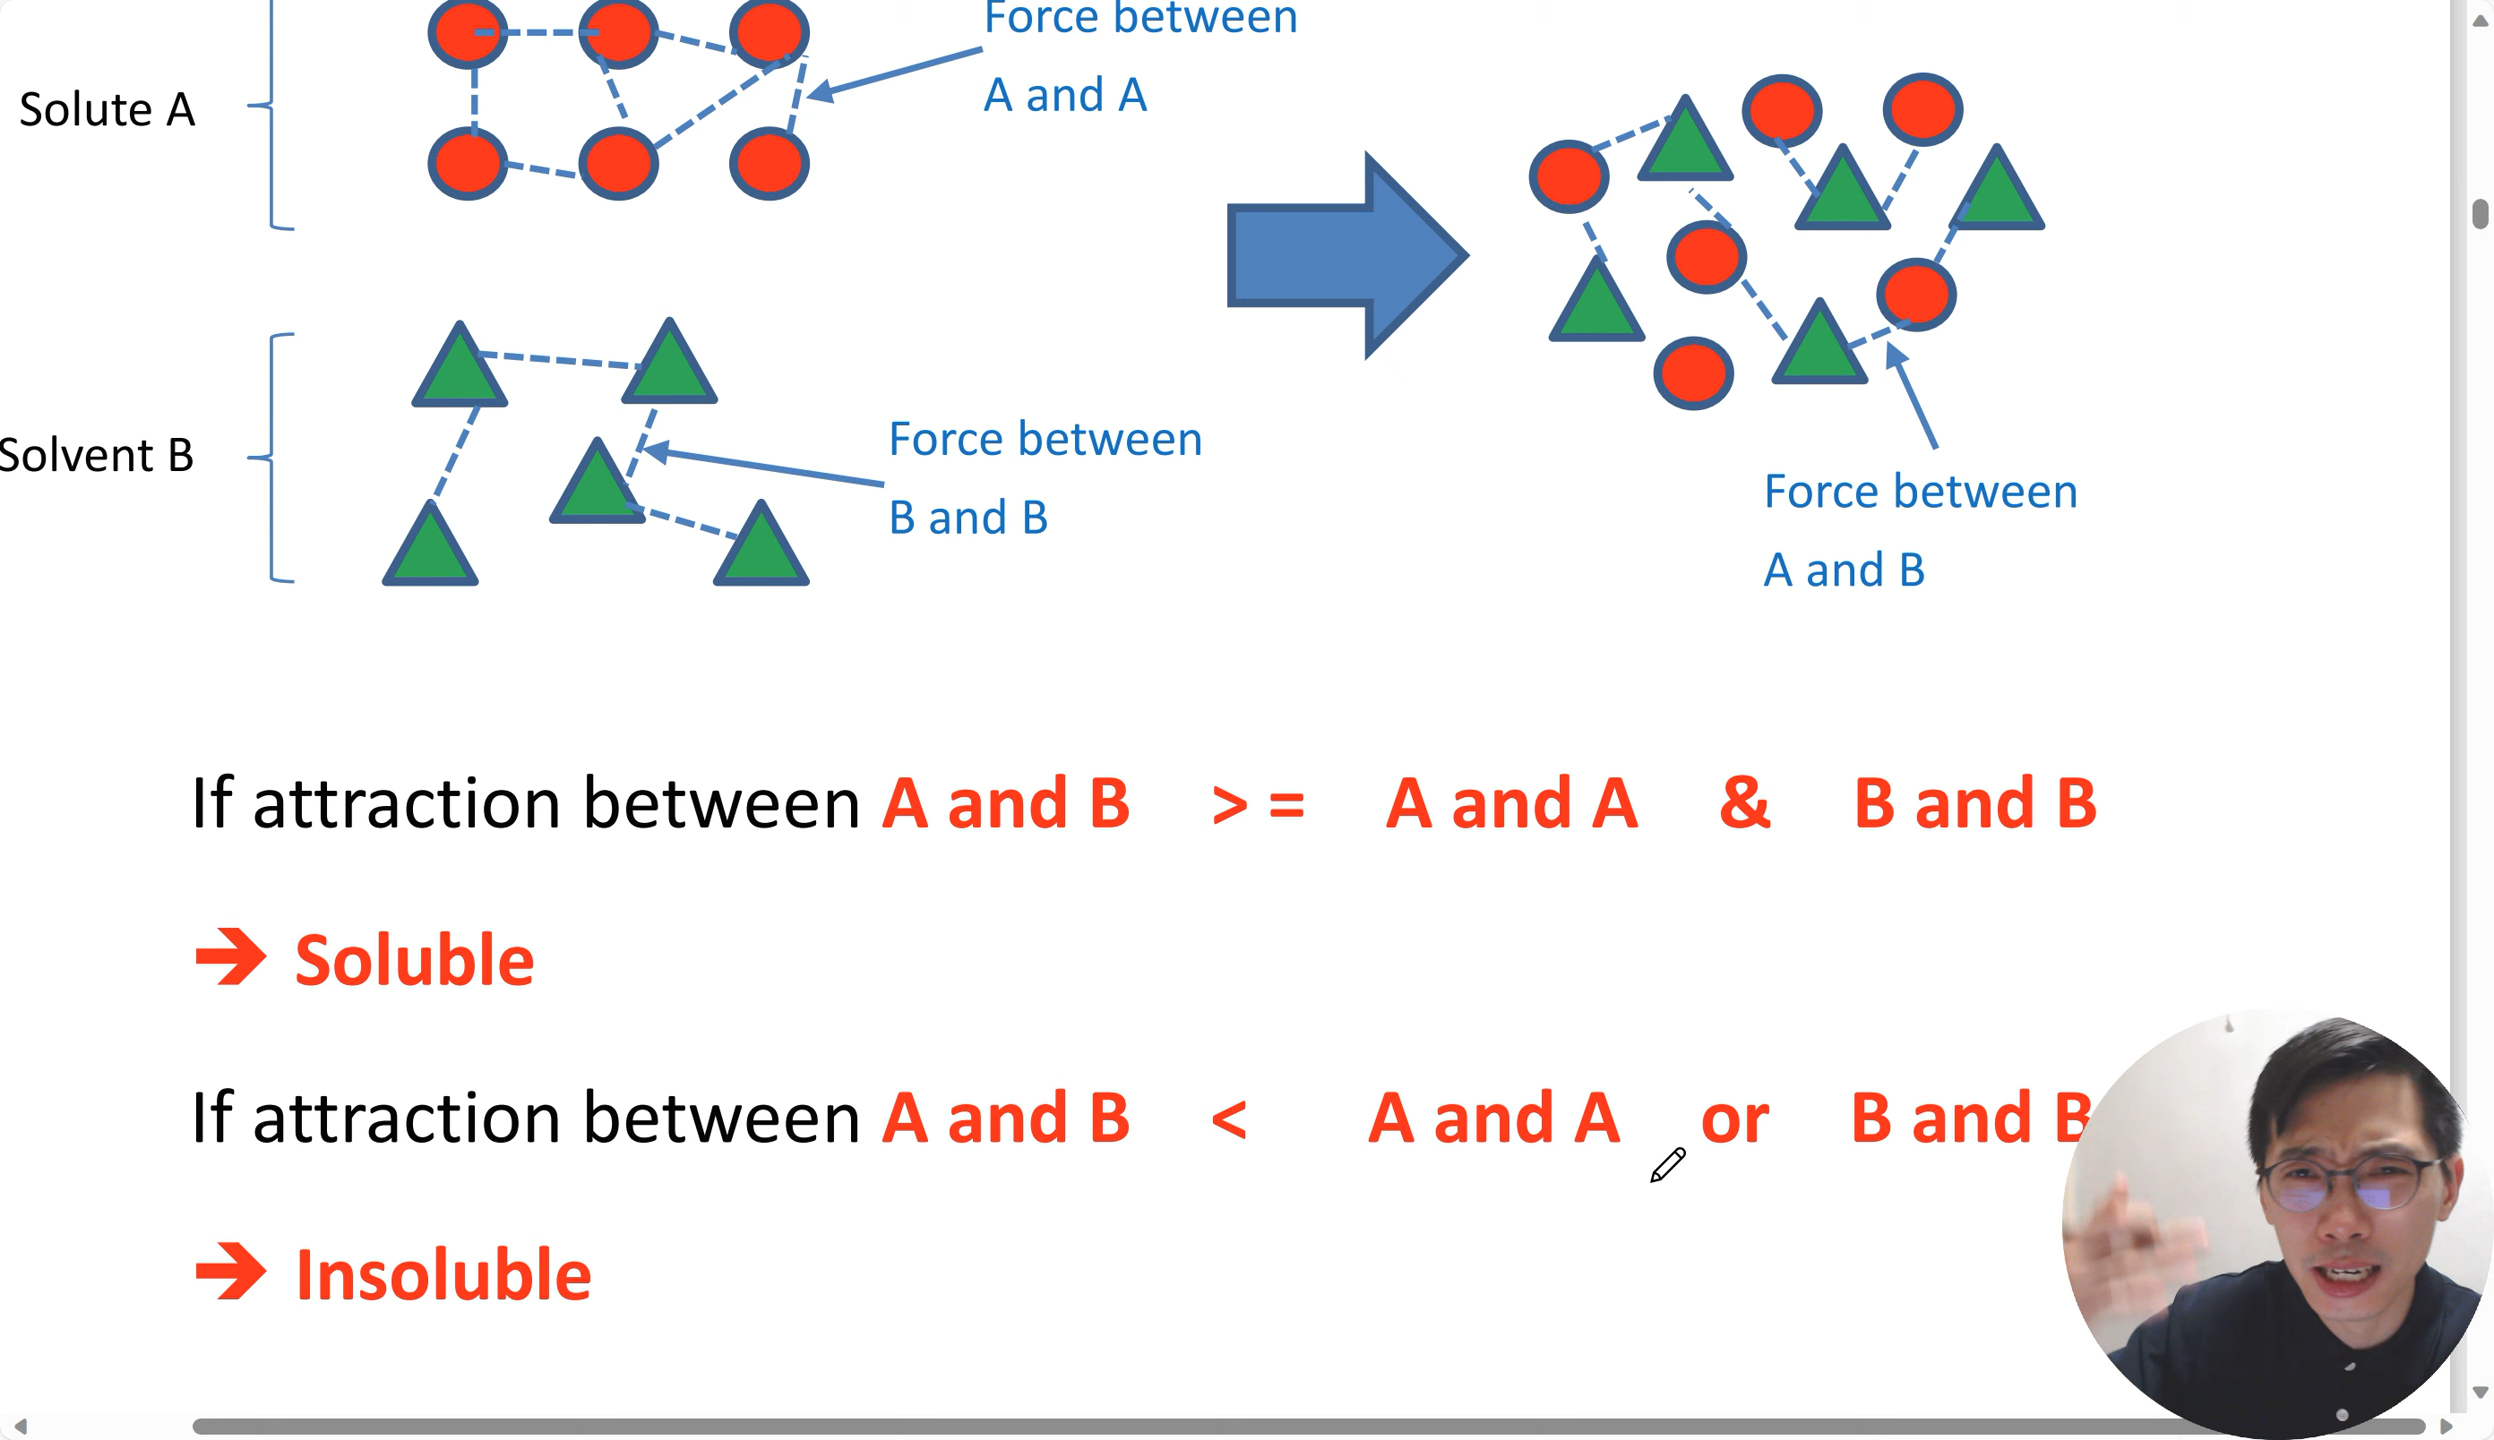 Force between
A and A
Solute A
Solvent B
Force between
B and B
Force between
A and B
If attraction between A and B > = A and A & B and B
➔ Soluble
If attraction between A and B < A and A or B and B
➔ Insoluble